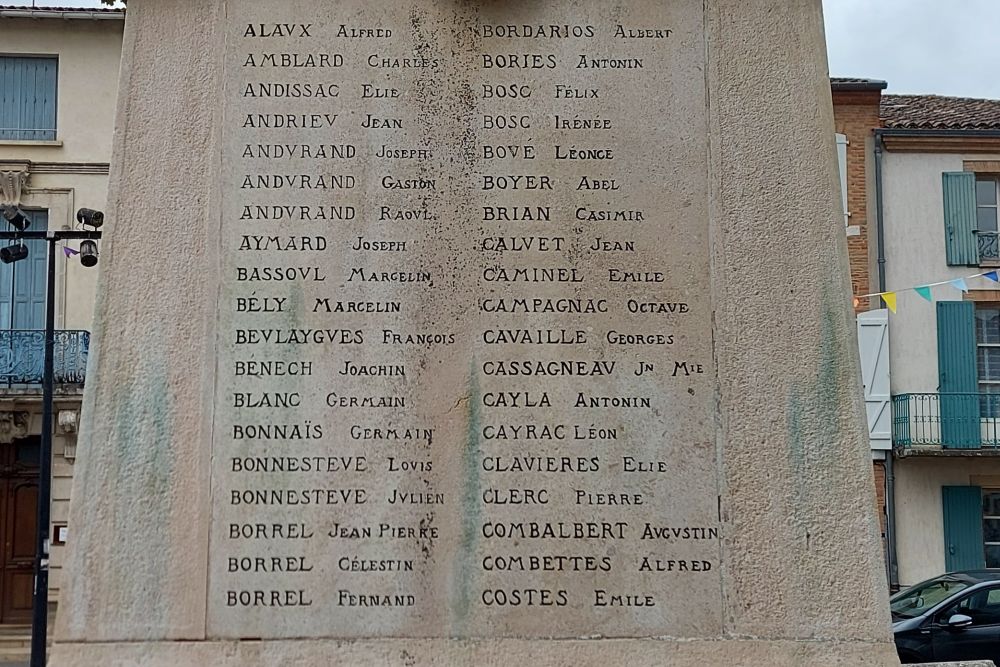 ALAVX ALFRED
AMBLARD CHARLES
ANDISSAC ELIE
ANDRIEV JEAN
ANDVRAND JOSEPH
ANDVRAND GASTON
ANDVRAND RAOVL
AYMARD JOSEPH
BASSOVL MARCELIN
BÉLY MARCELIN
BEVLAYGVES FRANÇOIS
BÉNECH JOACHIN
BLANC GERMAIN
BONNAÏS GERMAIN
BONNESTEVE LOVIS
BONNESTEVE JVLIEN
BORREL JEAN PIERRE
BORREL CÉLESTIN
BORREL FERNAND
BORDARIOS ALBERT
BORIES ANTONIN
BOSC FÉLIX
BOSC IRÉNÉE
BOVÉ LÉONCE
BOYER ABEL
BRIAN CASIMIR
CALVET JEAN
CAMINEL EMILE
CAMPAGNAC OCTAVE
CAVAILLE GEORGES
CASSAGNEAV JN MIE
CAYLA ANTONIN
CAYRAC LÉON
CLAVIERES ELIE
CLERC PIERRE
COMBALBERT AVGVSTIN
COMBETTES ALFRED
COSTES EMILE